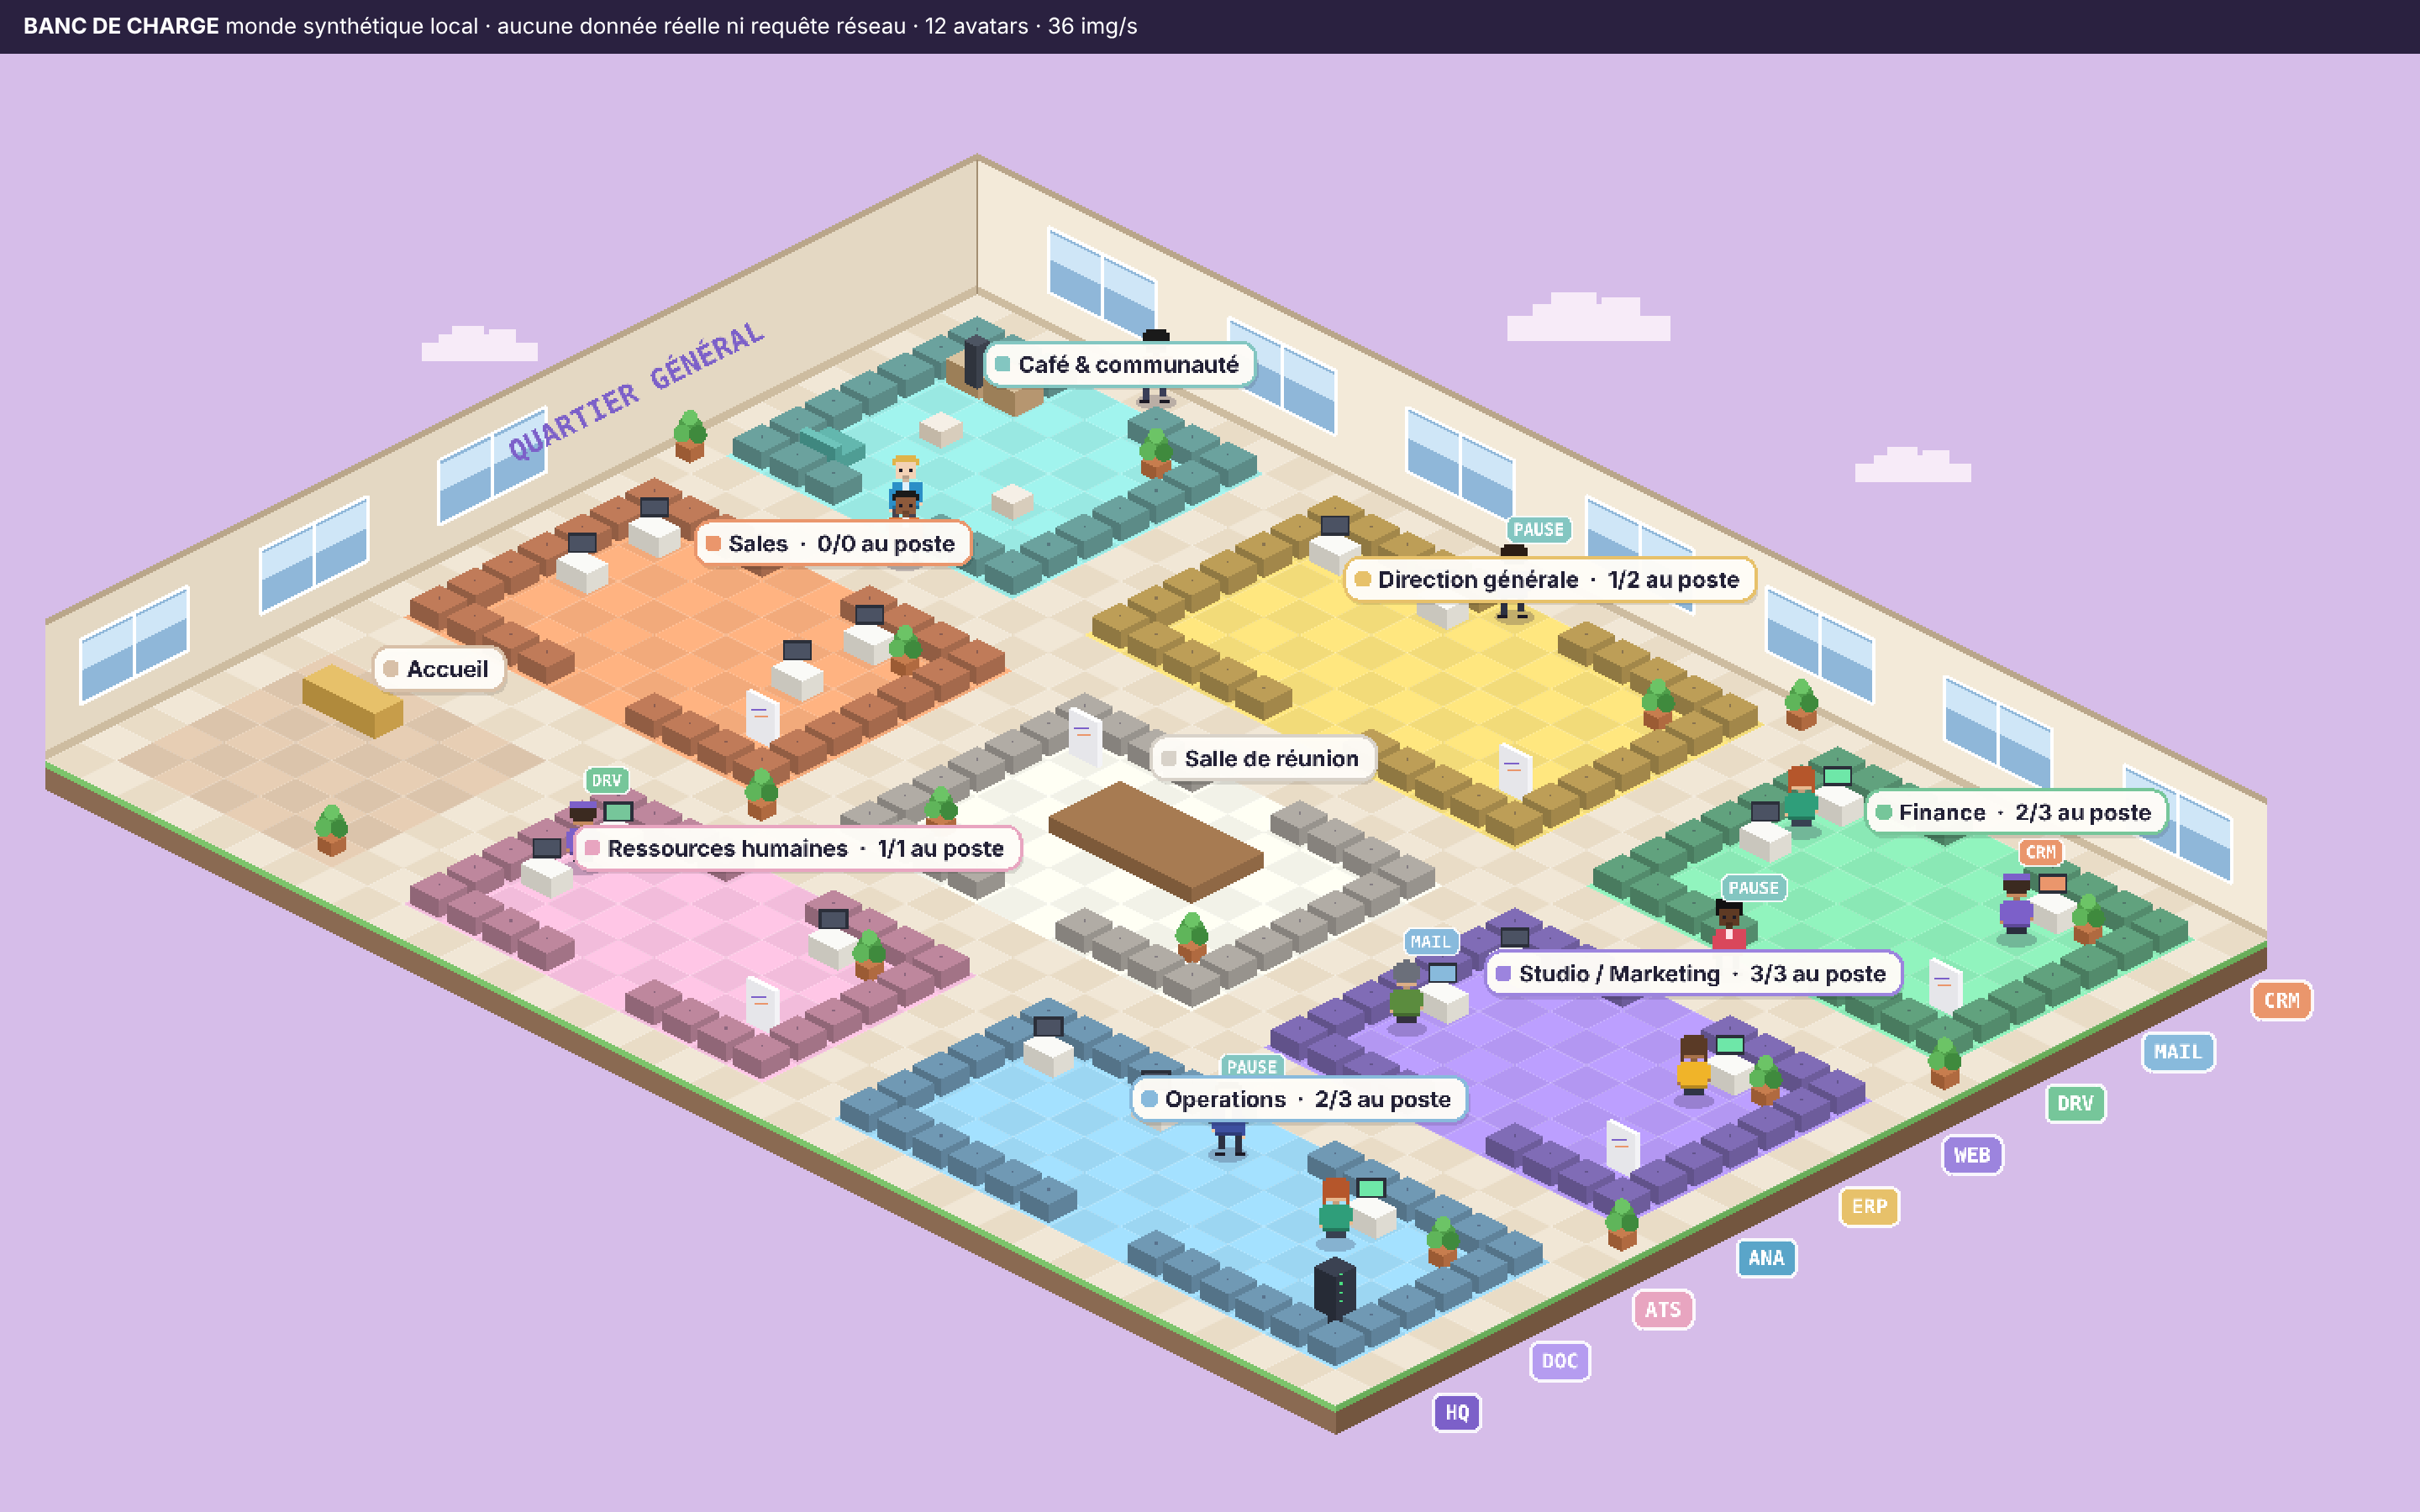 BANC DE CHARGE monde synthétique local · aucune donnée réelle ni requête réseau · 12 avatars · 36 img/s
QUARTIER GÉNÉRAL
Café & communauté
Sales · 0/0 au poste
PAUSE
Direction générale · 1/2 au poste
Accueil
Salle de réunion
DRV
Ressources humaines · 1/1 au poste
Finance · 2/3 au poste
CRM
PAUSE
MAIL
Studio / Marketing · 3/3 au poste
PAUSE
Operations · 2/3 au poste
CRM
MAIL
DRV
WEB
ERP
ANA
ATS
DOC
HQ